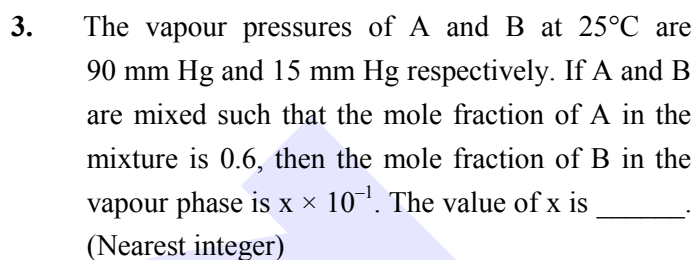 3. The vapour pressures of A and B at 25°C are
90 mm Hg and 15 mm Hg respectively. If A and B
are mixed such that the mole fraction of A in the
mixture is 0.6, then the mole fraction of B in the
vapour phase is x × 10⁻¹. The value of x is ______.
(Nearest integer)